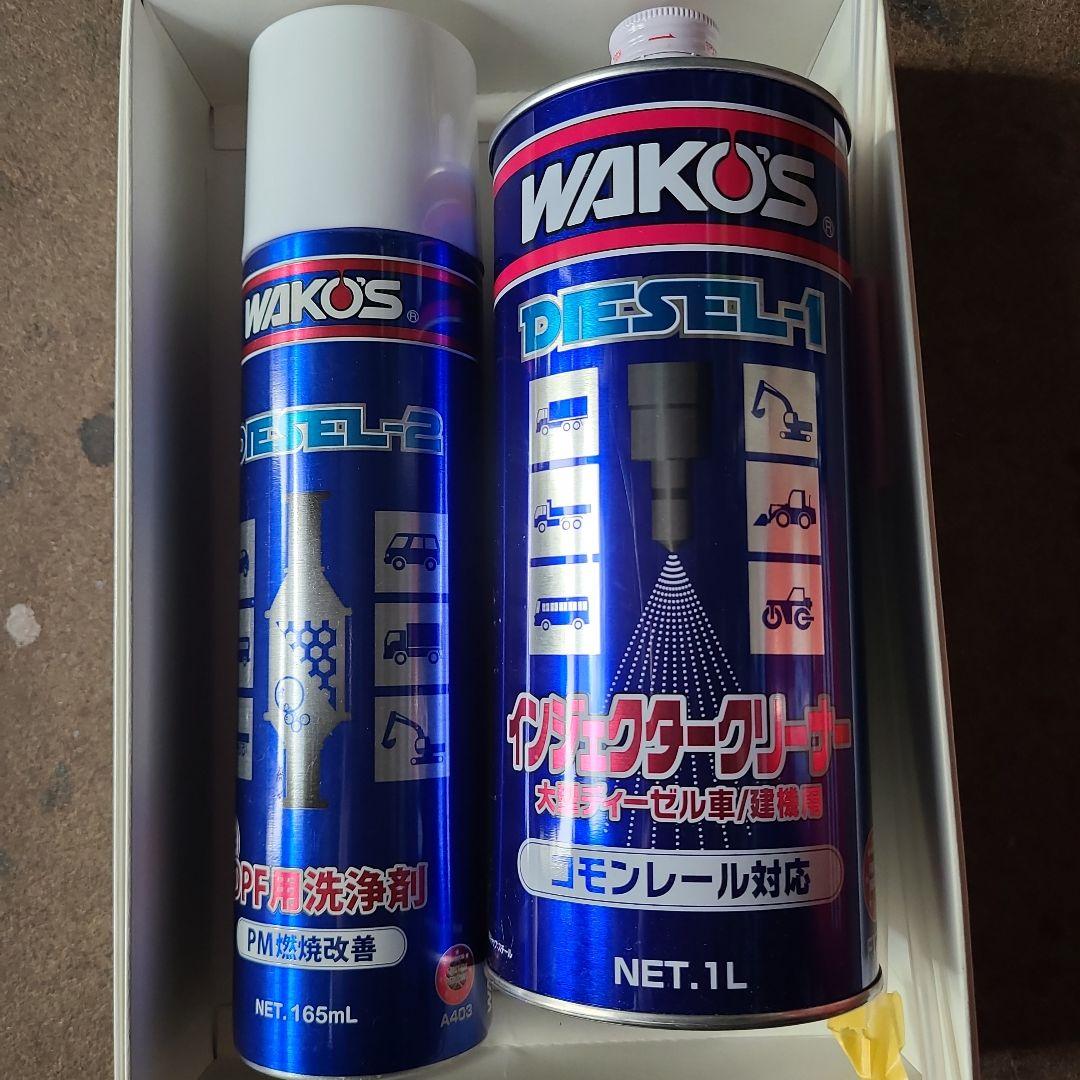 WAKO'S®
DIESEL-2
DPF用洗浄剤
PM燃焼改善
NET.165mL
A403
WAKO'S®
DIESEL-1
インジェクタークリーナー
大型ディーゼル車/建機用
コモンレール対応
NET.1L